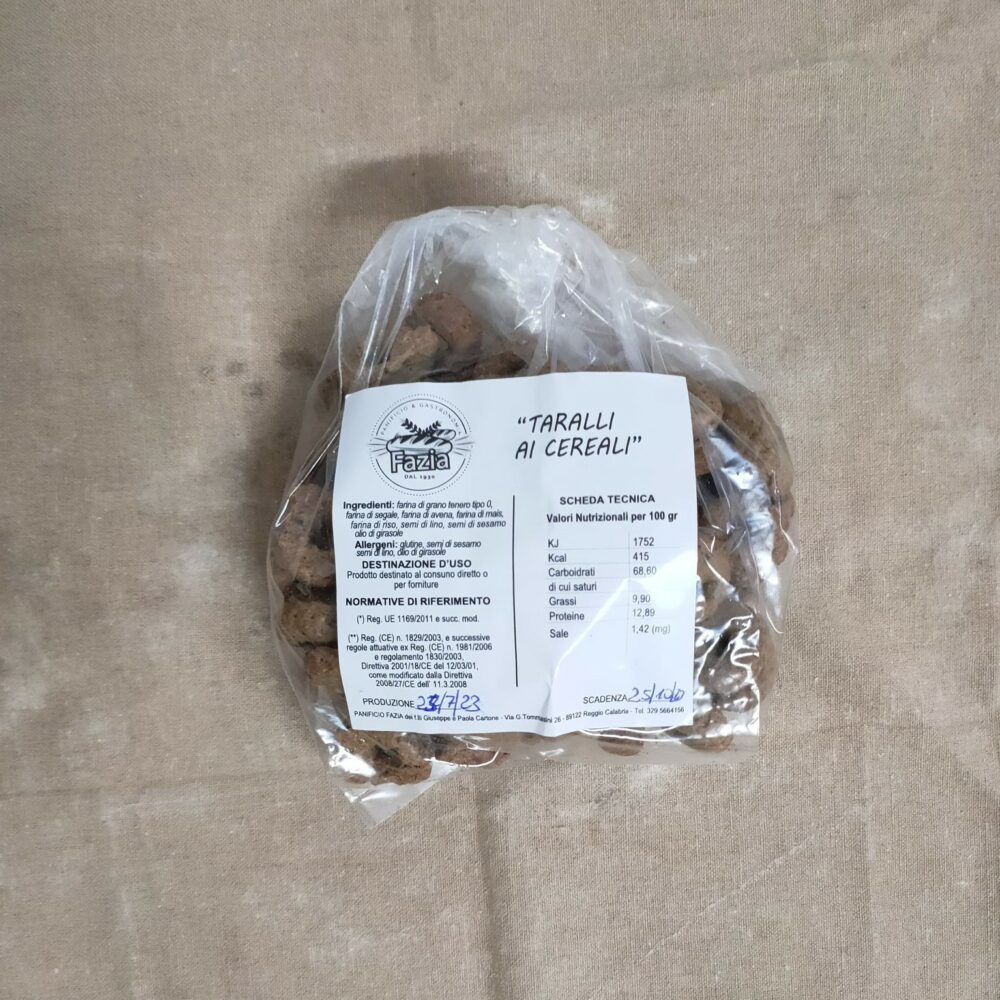 PANIFICIO & GASTRONOMIA
Fazia
DAL 1930
"TARALLI
AI CEREALI"
Ingredienti: farina di grano tenero tipo 0,
farina di segale, farina di avena, farina di mais,
farina di riso, semi di lino, semi di sesamo
olio di girasole
Allergeni: glutine, semi di sesamo
semi di lino, olio di girasole
DESTINAZIONE D'USO
Prodotto destinato al consuno diretto o
per forniture
NORMATIVE DI RIFERIMENTO
(*) Reg. UE 1169/2011 e succ. mod.
(**) Reg. (CE) n. 1829/2003, e successive
regole attuative ex Reg. (CE) n. 1981/2006
e regolamento 1830/2003,
Direttiva 2001/18/CE del 12/03/01,
come modificato dalla Direttiva
2008/27/CE dell' 11.3.2008
SCHEDA TECNICA
Valori Nutrizionali per 100 gr
KJ 1752
Kcal 415
Carboidrati 68,60
di cui saturi
Grassi 9,90
Proteine 12,89
Sale 1,42 (mg)
PRODUZIONE /7/23
SCADENZA 25/10/
PANIFICIO FAZIA dei f.lli Giuseppe e Paola Cartone - Via G.Tommasini 26 - 89122 Reggio Calabria - Tel. 329 5664156